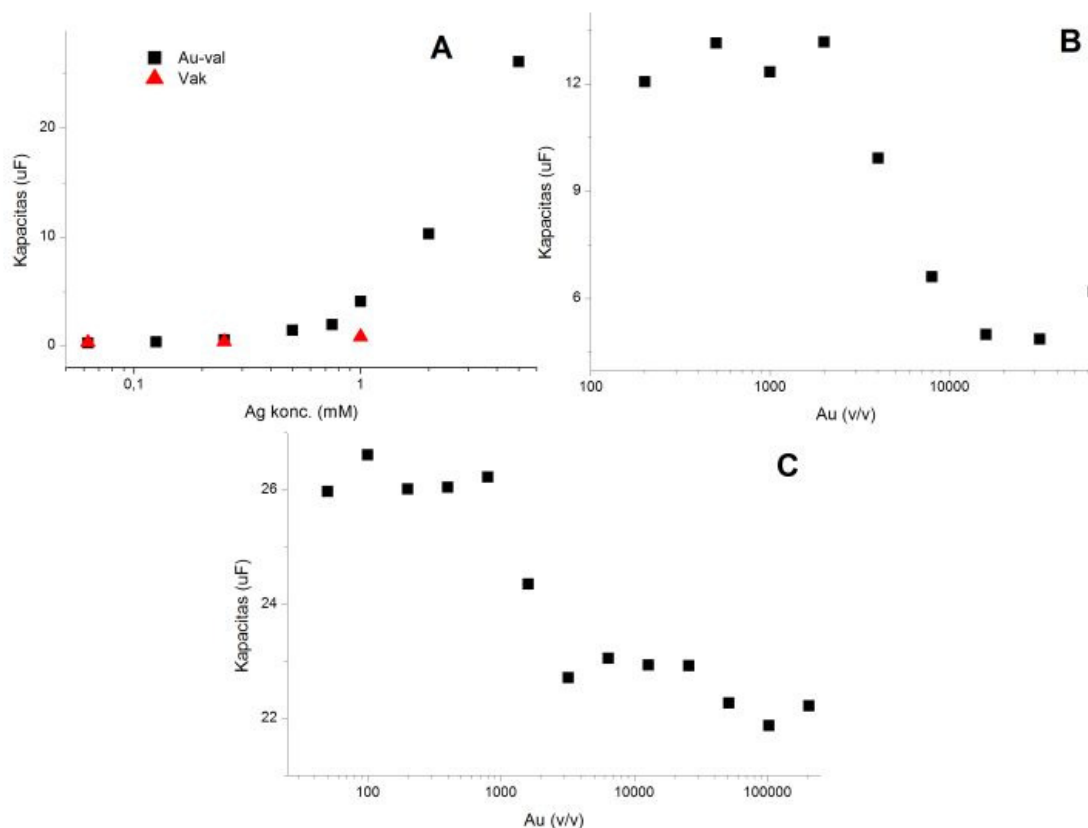 A
Au-val
Vak
20
10
0
Kapacitas (uF)
0,1
1
Ag konc. (mM)
B
12
9
6
Kapacitas (uF)
100
1000
10000
Au (v/v)
C
26
24
22
Kapacitas (uF)
100
1000
10000
100000
Au (v/v)